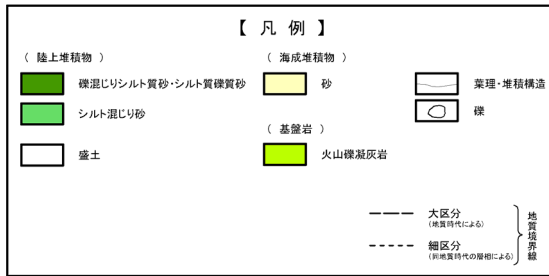 【 凡 例 】
( 陸上堆積物 )
礫混じりシルト質砂・シルト質礫質砂
シルト混じり砂
盛土
( 海成堆積物 )
砂
( 基盤岩 )
火山礫凝灰岩
葉理・堆積構造
礫
大区分
(地質時代による)
細区分
(同地質時代の層相による)
地質境界線